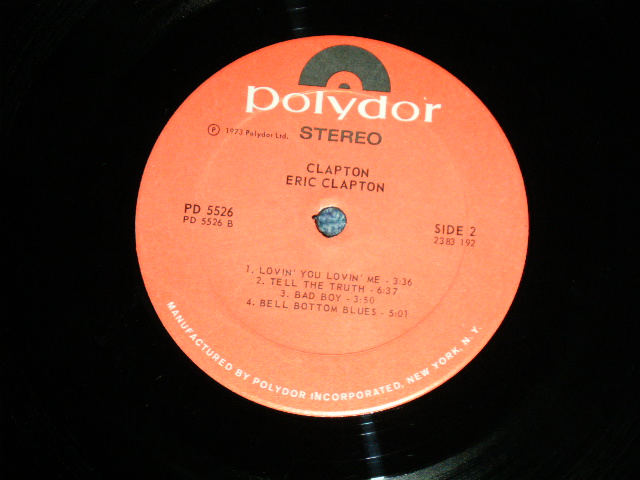 polydor
℗ 1973 Polydor Ltd. STEREO
CLAPTON
ERIC CLAPTON
PD 5526
PD 5526 B
SIDE 2
2383 192
1. LOVIN' YOU LOVIN' ME - 3:36
2. TELL THE TRUTH - 6:37
3. BAD BOY - 3:50
4. BELL BOTTOM BLUES - 5:01
MANUFACTURED BY POLYDOR INCORPORATED, NEW YORK, N.Y.